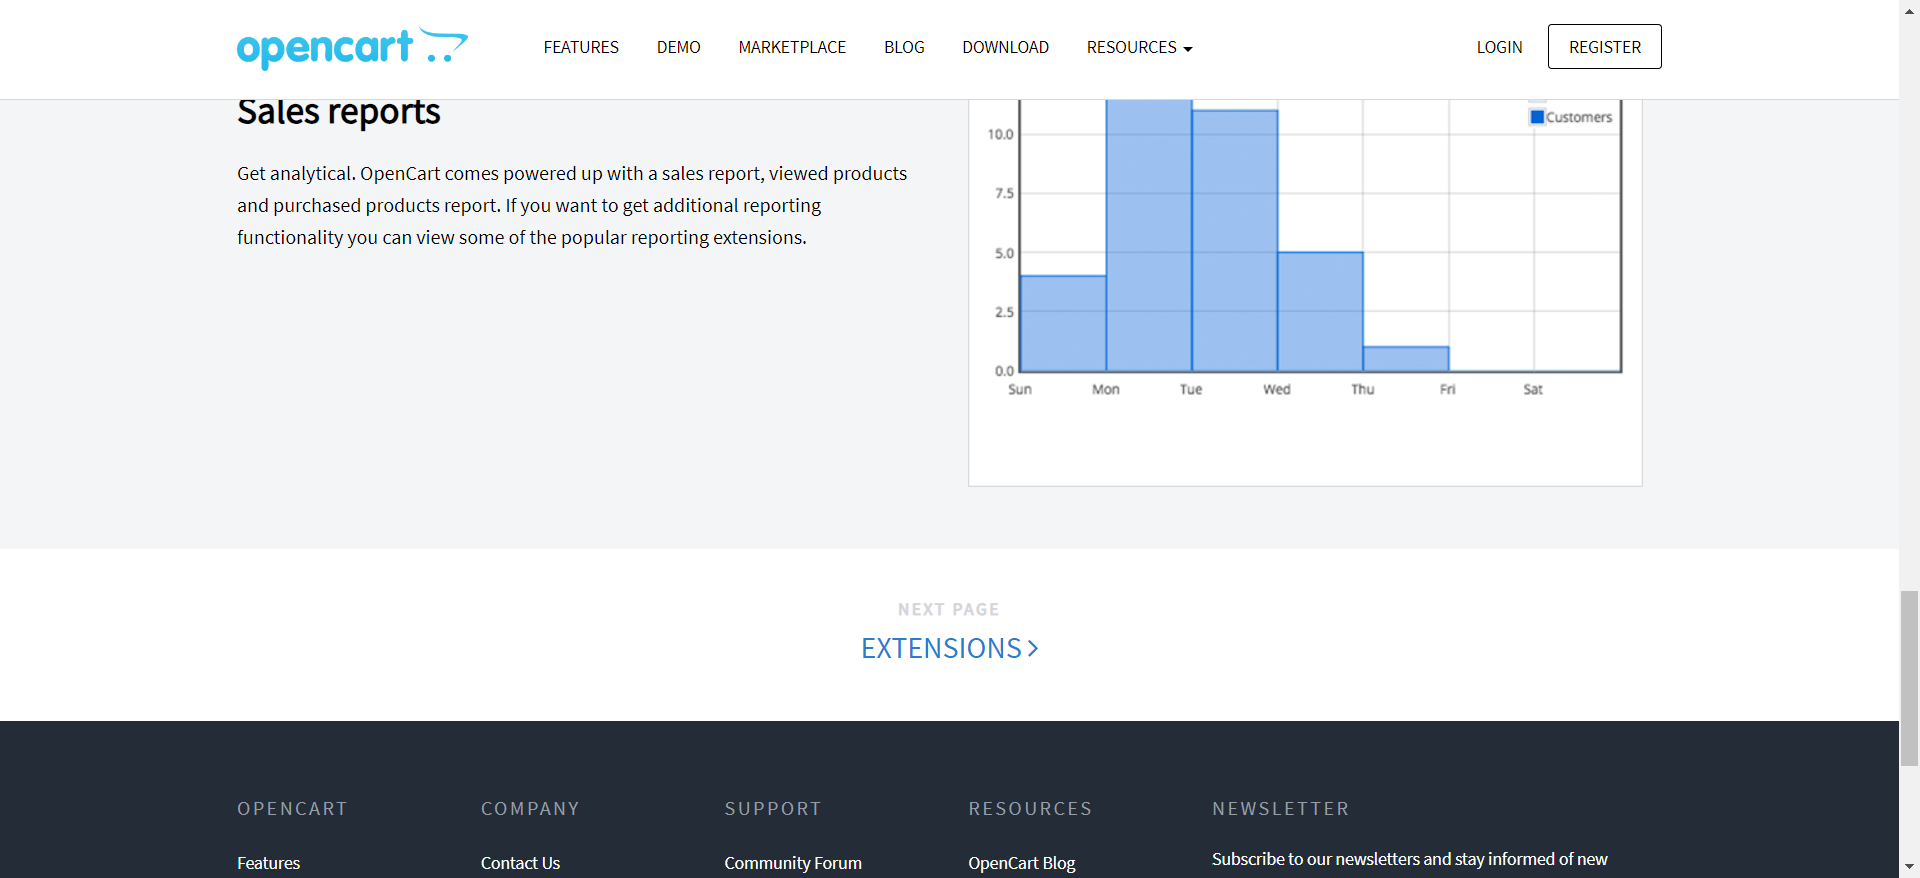 opencart
FEATURES DEMO MARKETPLACE BLOG DOWNLOAD RESOURCES LOGIN REGISTER
Sales reports
Get analytical. OpenCart comes powered up with a sales report, viewed products
and purchased products report. If you want to get additional reporting
functionality you can view some of the popular reporting extensions.
Customers
10.0
7.5
5.0
2.5
0.0
Sun Mon Tue Wed Thu Fri Sat
NEXT PAGE
EXTENSIONS
OPENCART COMPANY SUPPORT RESOURCES NEWSLETTER
Features Contact Us Community Forum OpenCart Blog Subscribe to our newsletters and stay informed of new